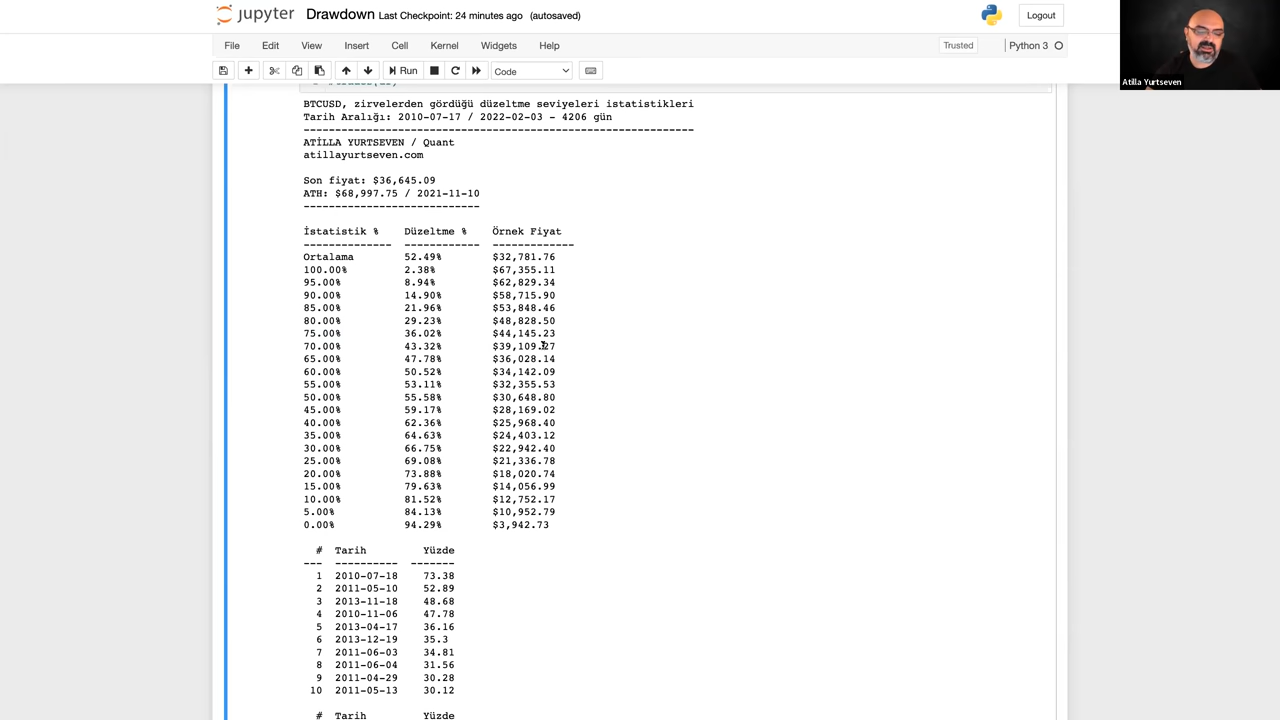 jupyter Drawdown Last Checkpoint: 24 minutes ago (autosaved) Logout
File Edit View Insert Cell Kernel Widgets Help Trusted Python 3
Run Code
Atilla Yurtseven
BTCUSD, zirvelerden gördüğü düzeltme seviyeleri istatistikleri
Tarih Aralığı: 2010-07-17 / 2022-02-03 - 4206 gün
-------------------------------------------------------------
ATİLLA YURTSEVEN / Quant
atillayurtseven.com
Son fiyat: $36,645.09
ATH: $68,997.75 / 2021-11-10
----------------------------
İstatistik % Düzeltme % Örnek Fiyat
-------------- ------------ -------------
Ortalama 52.49% $32,781.76
100.00% 2.38% $67,355.11
95.00% 8.94% $62,829.34
90.00% 14.90% $58,715.90
85.00% 21.96% $53,848.46
80.00% 29.23% $48,828.50
75.00% 36.02% $44,145.23
70.00% 43.32% $39,109.27
65.00% 47.78% $36,028.14
60.00% 50.52% $34,142.09
55.00% 53.11% $32,355.53
50.00% 55.58% $30,648.80
45.00% 59.17% $28,169.02
40.00% 62.36% $25,968.40
35.00% 64.63% $24,403.12
30.00% 66.75% $22,942.40
25.00% 69.08% $21,336.78
20.00% 73.88% $18,020.74
15.00% 79.63% $14,056.99
10.00% 81.52% $12,752.17
5.00% 84.13% $10,952.79
0.00% 94.29% $3,942.73
# Tarih Yüzde
--- ---------- -------
1 2010-07-18 73.38
2 2011-05-10 52.89
3 2013-11-18 48.68
4 2010-11-06 47.78
5 2013-04-17 36.16
6 2013-12-19 35.3
7 2011-06-03 34.81
8 2011-06-04 31.56
9 2011-04-29 30.28
10 2011-05-13 30.12
# Tarih Yüzde